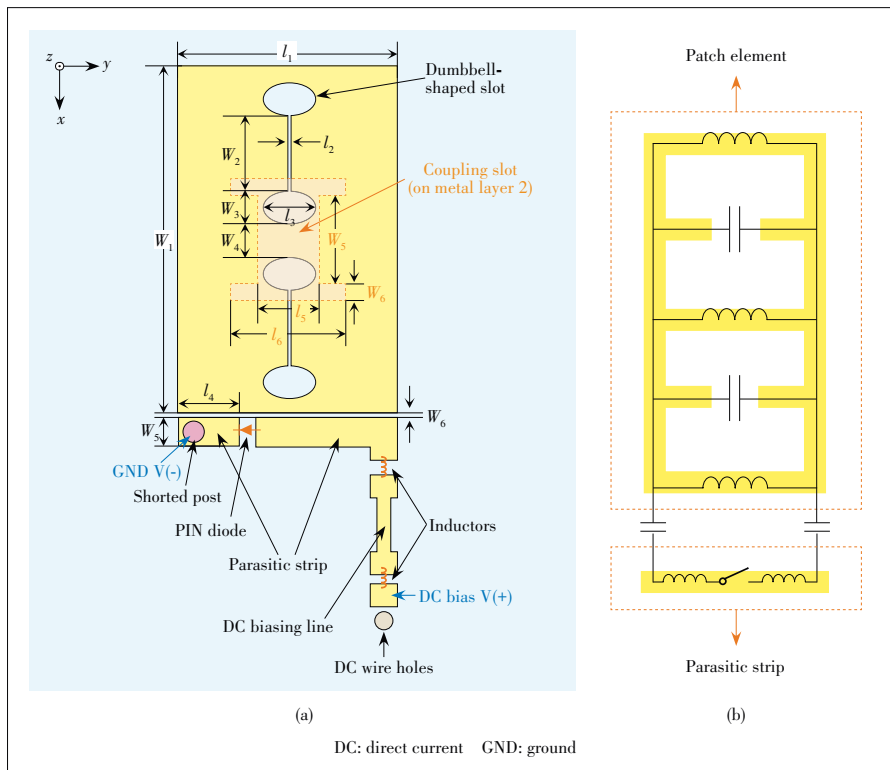 z
y
x
l1
Dumbbell-
shaped slot
W2
l2
Coupling slot
(on metal layer 2)
W3
l3
W1
W4
W5
W6
l5
l6
l4
W6
W5
GND V(-)
Shorted post
PIN diode
Parasitic strip
Inductors
DC biasing line
DC bias V(+)
DC wire holes
(a)
Patch element
Parasitic strip
(b)
DC: direct current GND: ground